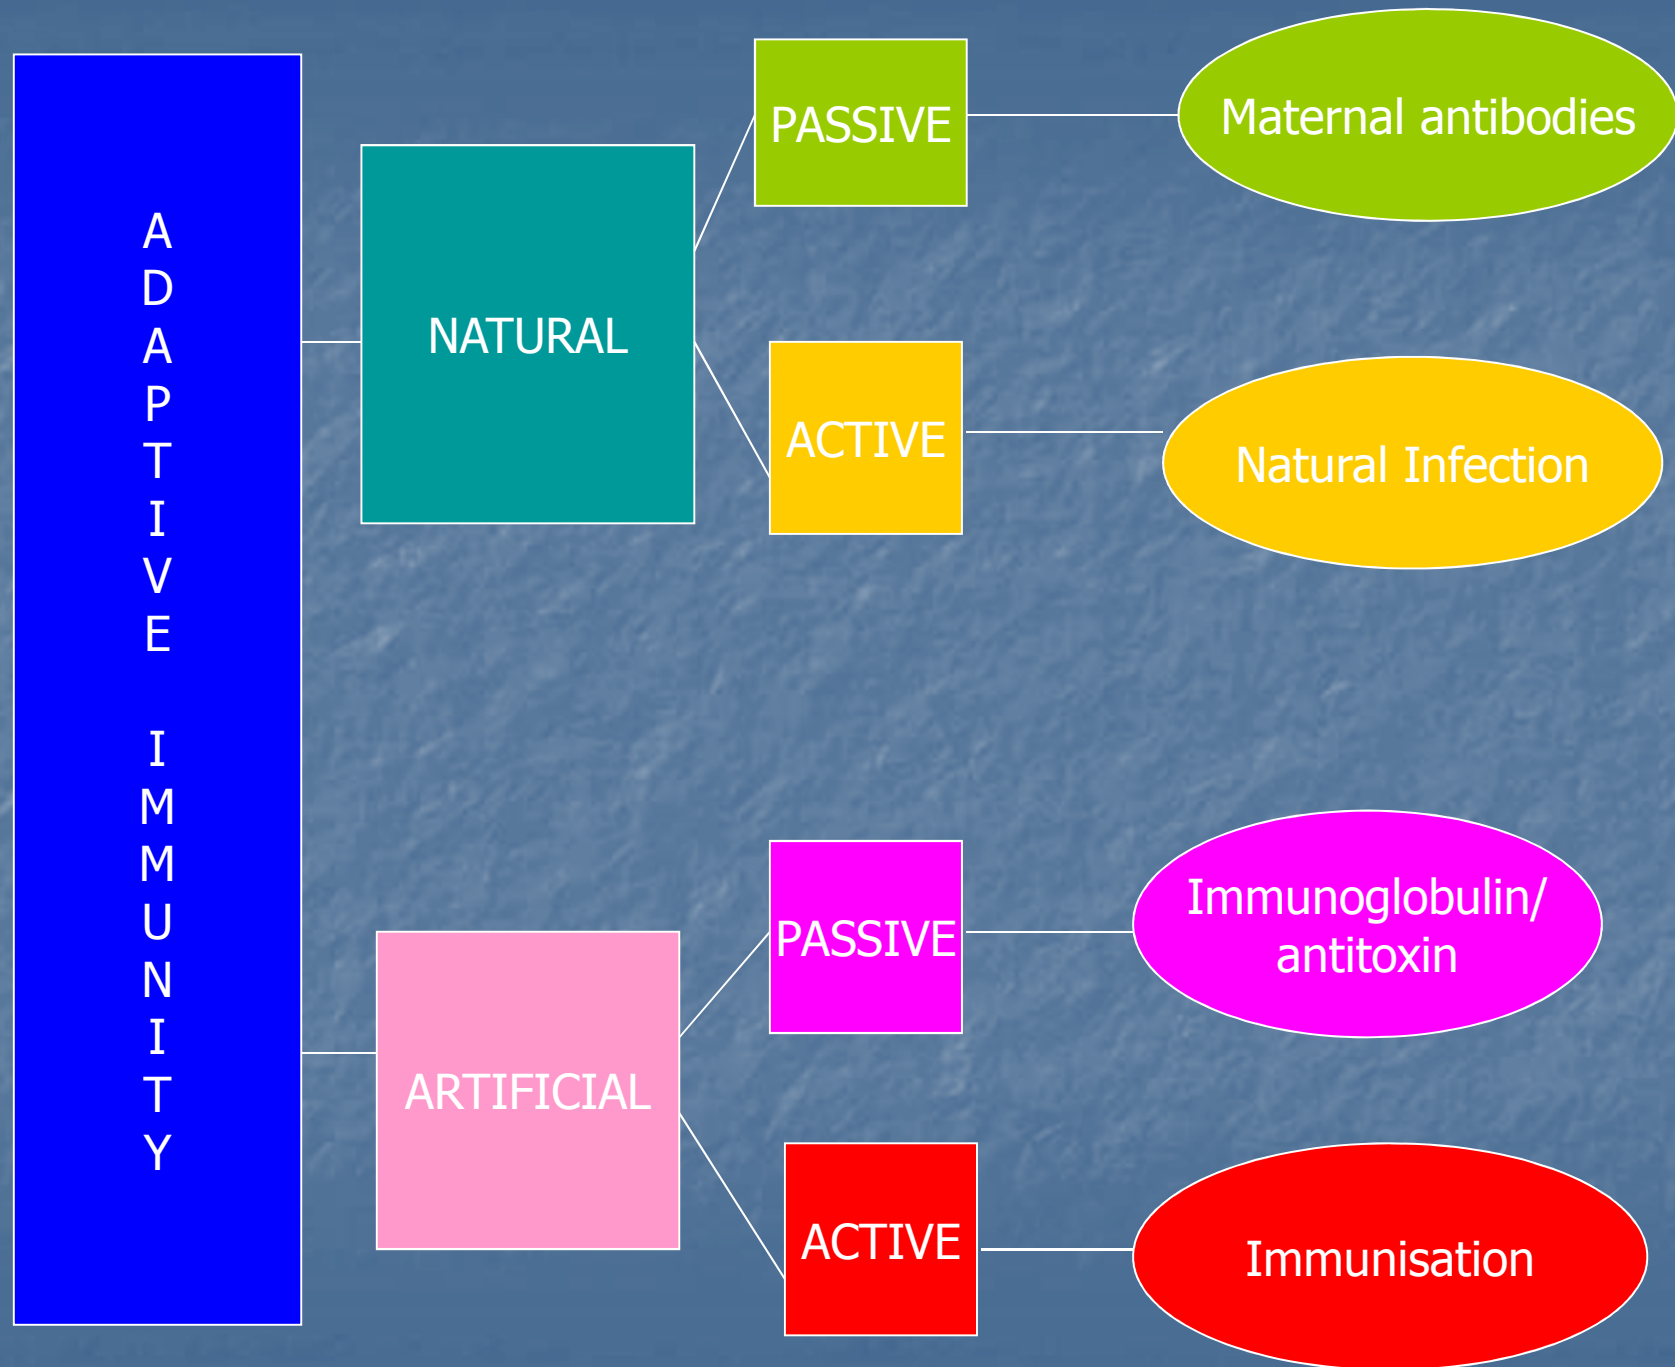 ADAPTIVE IMMUNITY
NATURAL
PASSIVE
Maternal antibodies
ACTIVE
Natural Infection
ARTIFICIAL
PASSIVE
Immunoglobulin/
antitoxin
ACTIVE
Immunisation